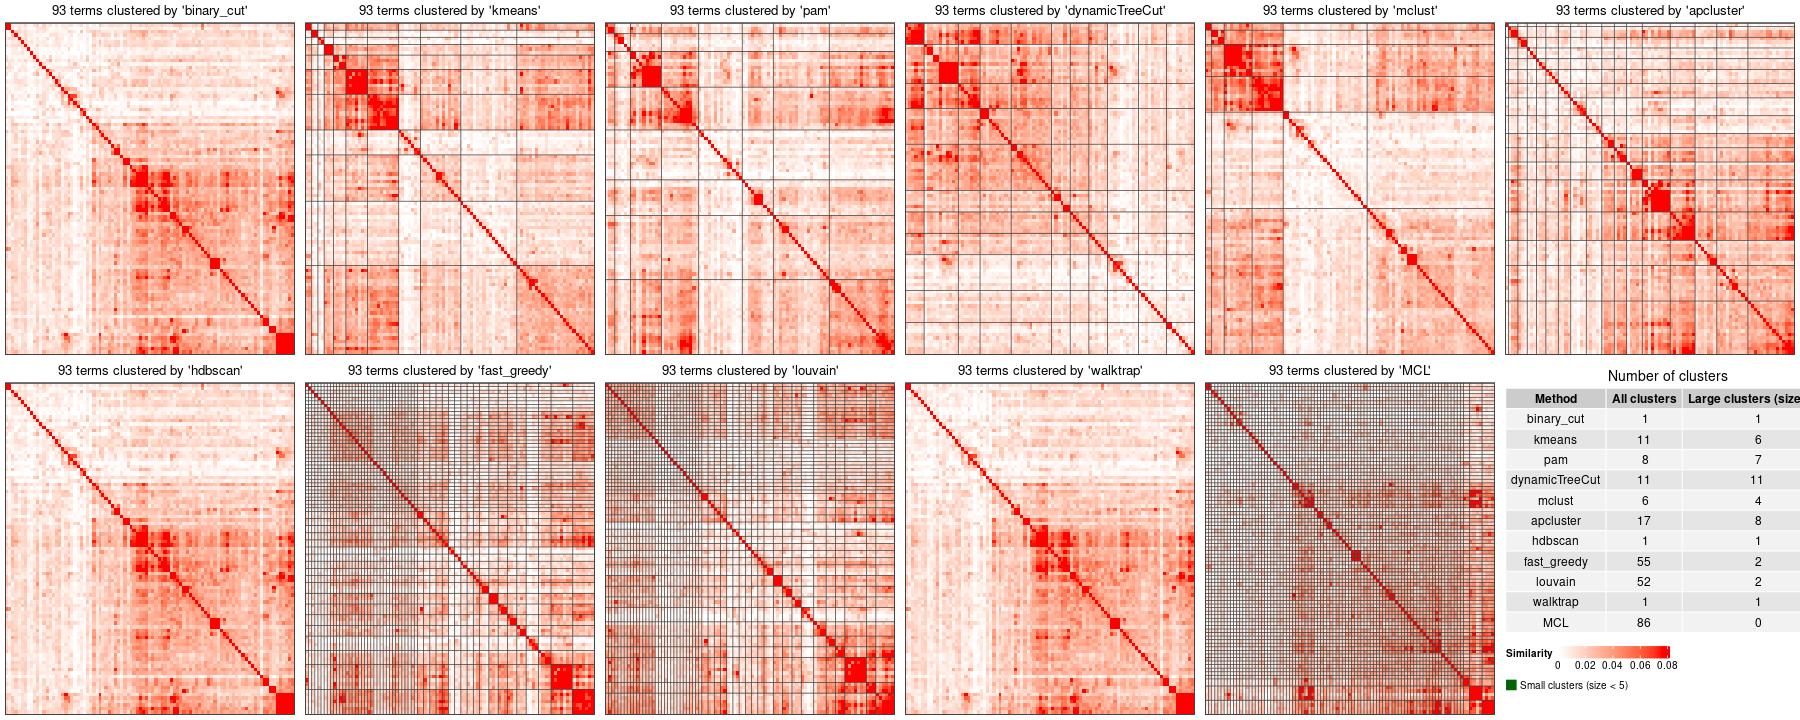 93 terms clustered by 'binary_cut'
93 terms clustered by 'kmeans'
93 terms clustered by 'pam'
93 terms clustered by 'dynamicTreeCut'
93 terms clustered by 'mclust'
93 terms clustered by 'apcluster'
93 terms clustered by 'hdbscan'
93 terms clustered by 'fast_greedy'
93 terms clustered by 'louvain'
93 terms clustered by 'walktrap'
93 terms clustered by 'MCL'
Number of clusters
Method All clusters Large clusters (size
binary_cut 1 1
kmeans 11 6
pam 8 7
dynamicTreeCut 11 11
mclust 6 4
apcluster 17 8
hdbscan 1 1
fast_greedy 55 2
louvain 52 2
walktrap 1 1
MCL 86 0
Similarity
0 0.02 0.04 0.06 0.08
Small clusters (size < 5)